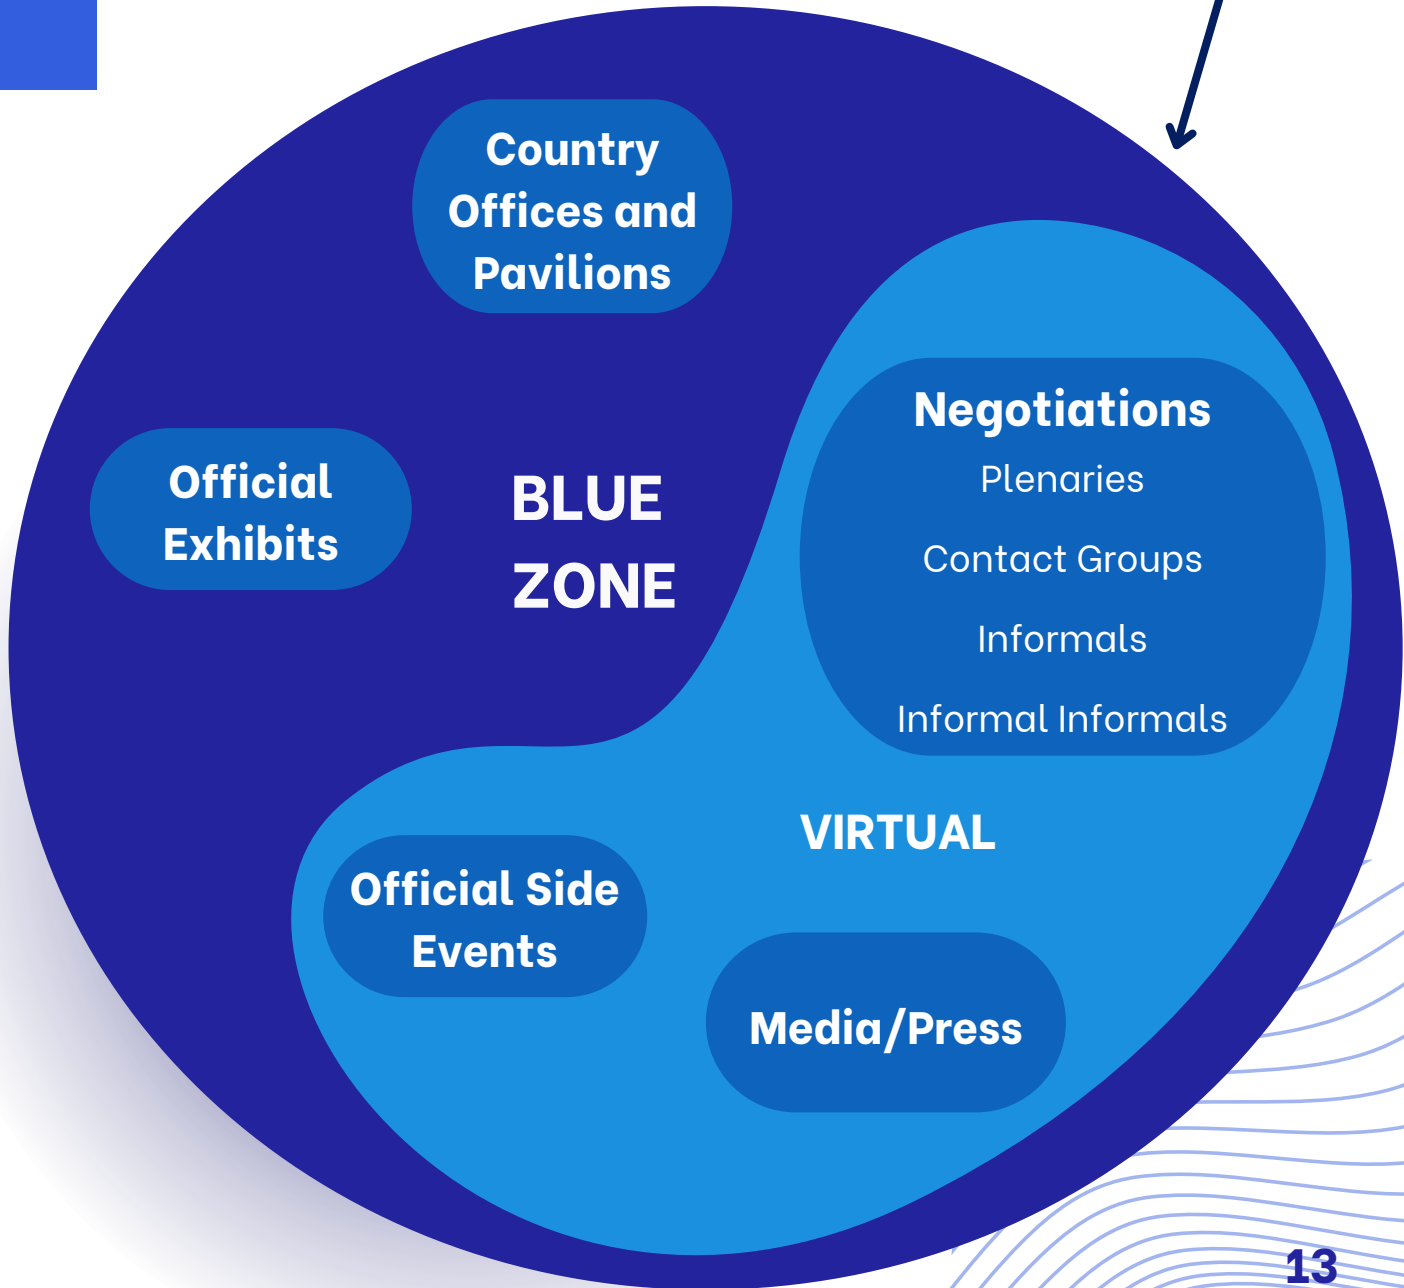 Country
Offices and
Pavilions
Official
Exhibits
BLUE
ZONE
Negotiations
Plenaries
Contact Groups
Informals
Informal Informals
VIRTUAL
Official Side
Events
Media/Press
13